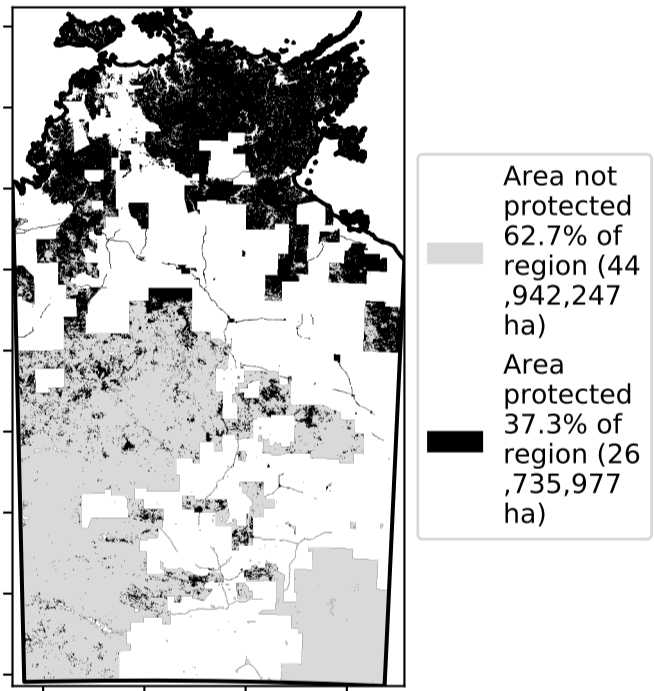 Area not
protected
62.7% of
region (44
,942,247
ha)
Area
protected
37.3% of
region (26
,735,977
ha)